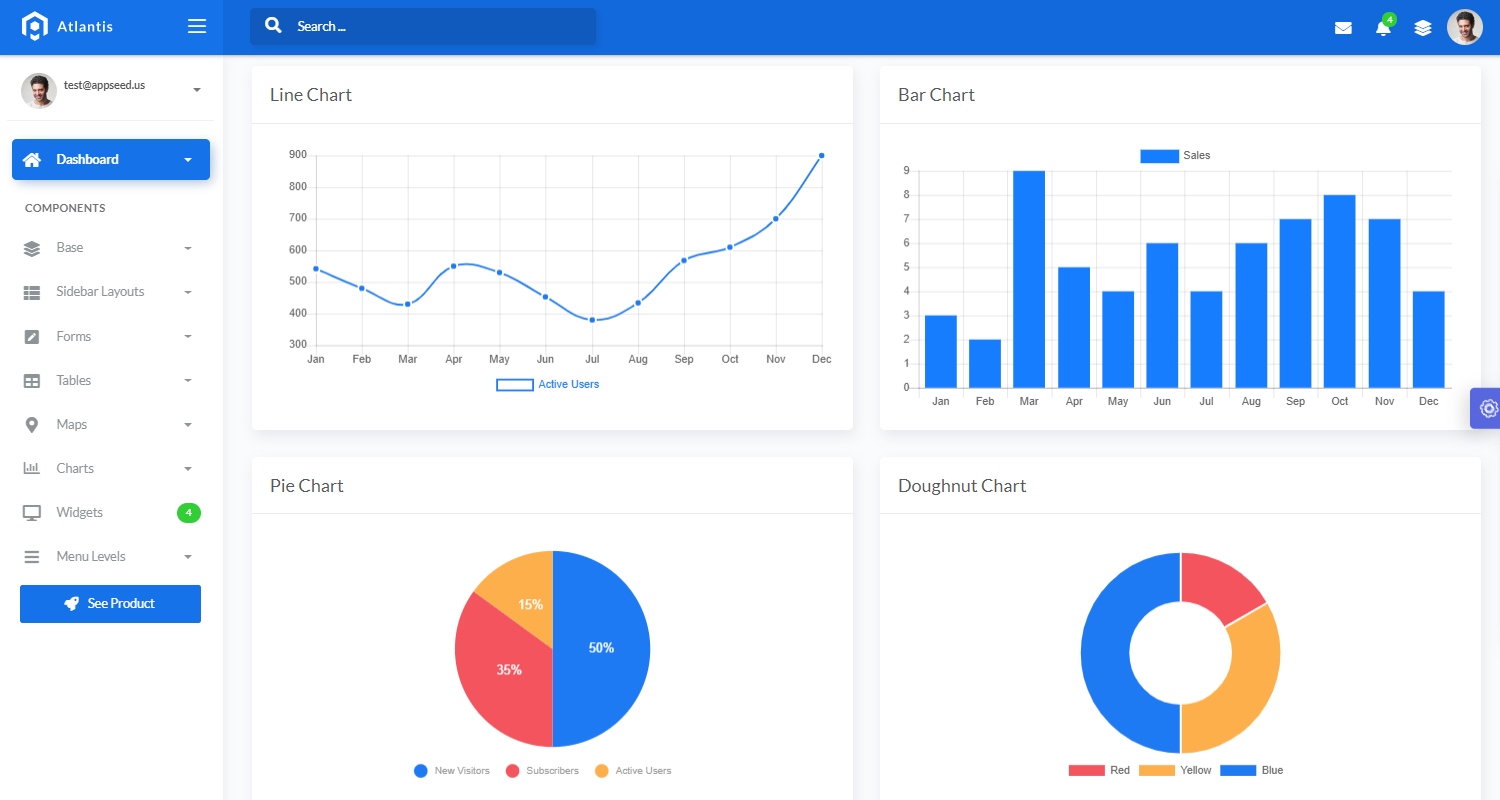 Atlantis
Search ...
4
test@appseed.us
Dashboard
COMPONENTS
Base
Sidebar Layouts
Forms
Tables
Maps
Charts
Widgets 4
Menu Levels
See Product
Line Chart
900
800
700
600
500
400
300
Jan Feb Mar Apr May Jun Jul Aug Sep Oct Nov Dec
Active Users
Bar Chart
Sales
9
8
7
6
5
4
3
2
1
0
Jan Feb Mar Apr May Jun Jul Aug Sep Oct Nov Dec
Pie Chart
15%
50%
35%
New Visitors Subscribers Active Users
Doughnut Chart
Red Yellow Blue